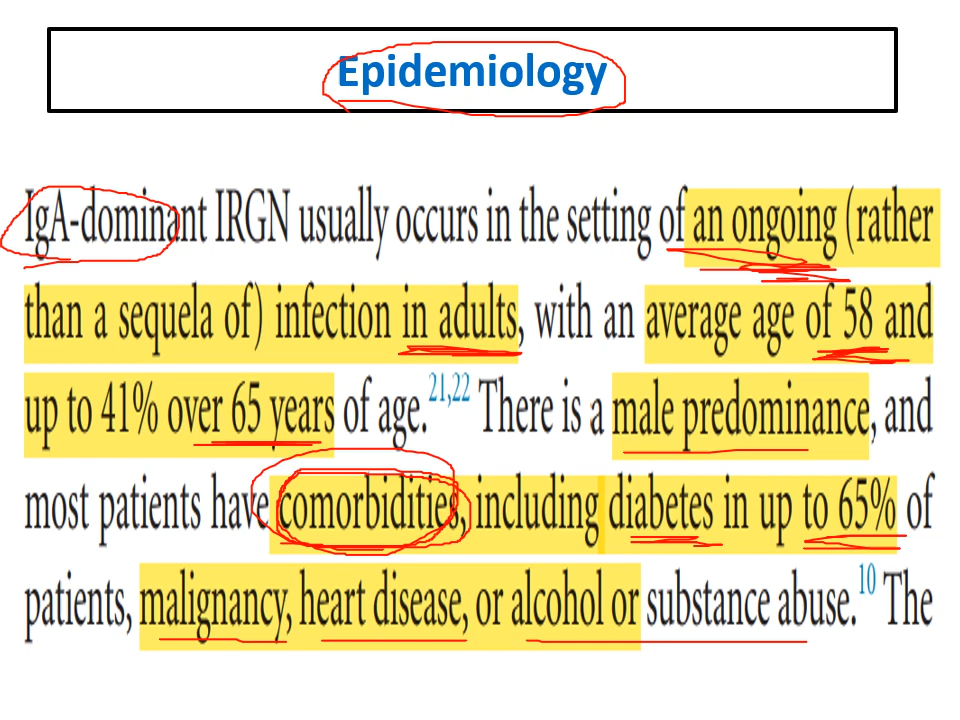 Epidemiology
IgA-dominant IRGN usually occurs in the setting of an ongoing (rather
than a sequela of) infection in adults, with an average age of 58 and
up to 41% over 65 years of age.21,22 There is a male predominance, and
most patients have comorbidities, including diabetes in up to 65% of
patients, malignancy, heart disease, or alcohol or substance abuse.10 The